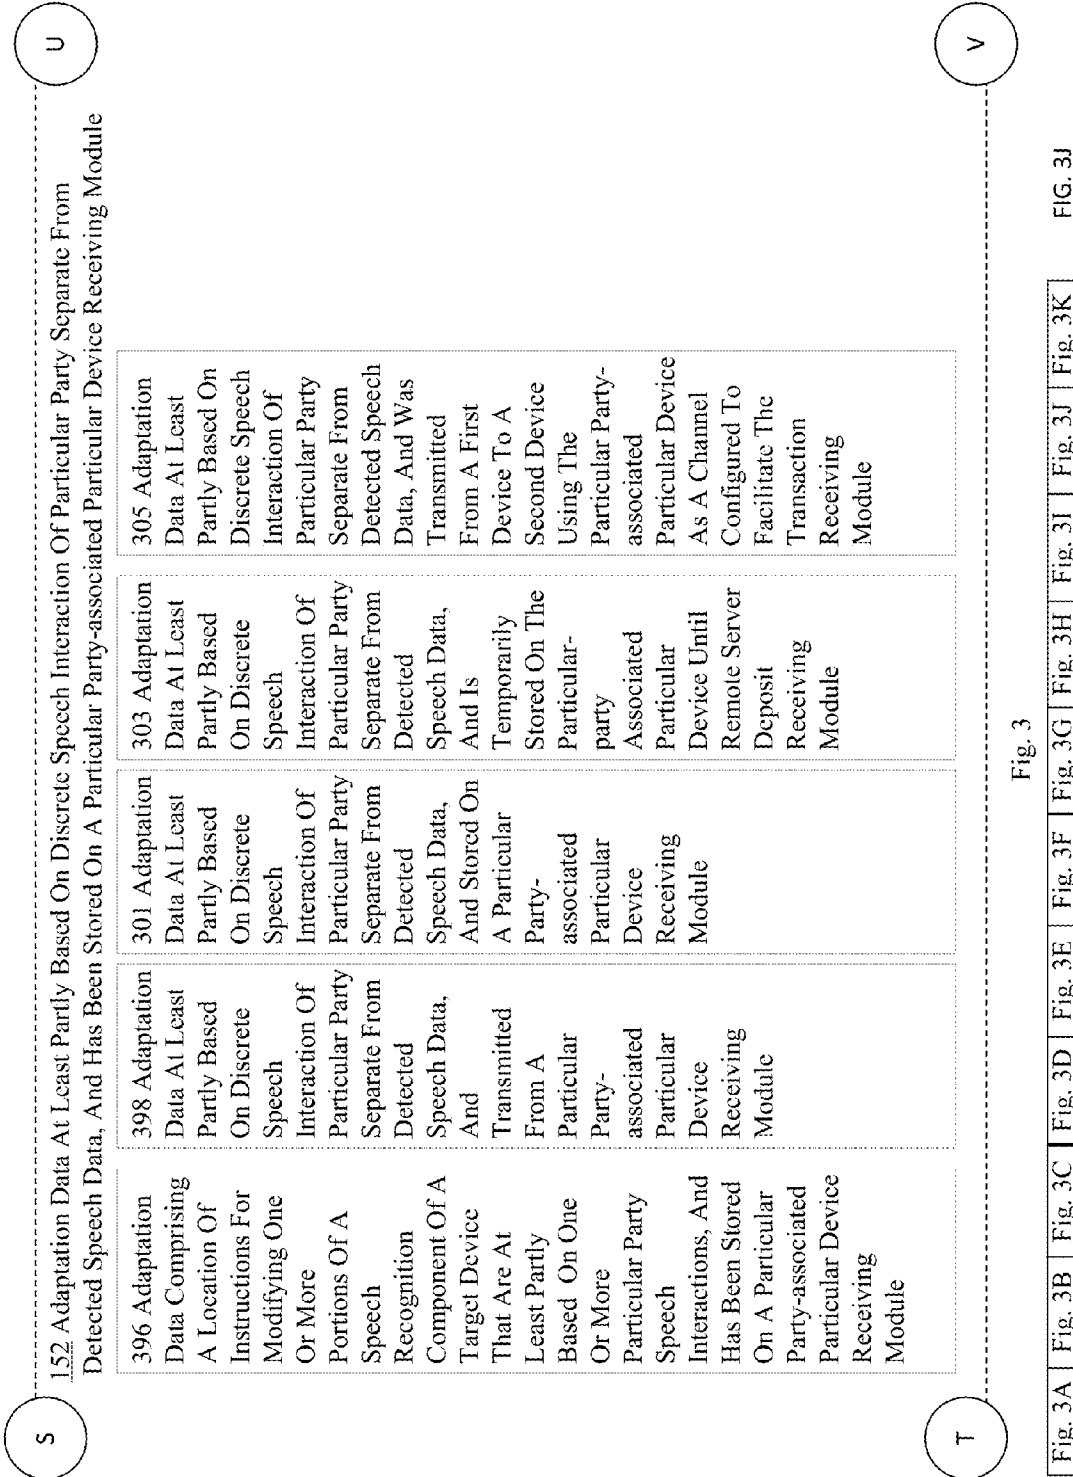 S
U
152 Adaptation Data At Least Partly Based On Discrete Speech Interaction Of Particular Party Separate From
Detected Speech Data, And Has Been Stored On A Particular Party-associated Particular Device Receiving Module
396 Adaptation
Data Comprising
A Location Of
Instructions For
Modifying One
Or More
Portions Of A
Speech
Recognition
Component Of A
Target Device
That Are At
Least Partly
Based On One
Or More
Particular Party
Speech
Interactions, And
Has Been Stored
On A Particular
Party-associated
Particular Device
Receiving
Module
398 Adaptation
Data At Least
Partly Based
On Discrete
Speech
Interaction Of
Particular Party
Separate From
Detected
Speech Data,
And
Transmitted
From A
Particular
Party-
associated
Particular
Device
Receiving
Module
301 Adaptation
Data At Least
Partly Based
On Discrete
Speech
Interaction Of
Particular Party
Separate From
Detected
Speech Data,
And Stored On
A Particular
Party-
associated
Particular
Device
Receiving
Module
303 Adaptation
Data At Least
Partly Based
On Discrete
Speech
Interaction Of
Particular Party
Separate From
Detected
Speech Data,
And Is
Temporarily
Stored On The
Particular-
party
Associated
Particular
Device Until
Remote Server
Deposit
Receiving
Module
305 Adaptation
Data At Least
Partly Based On
Discrete Speech
Interaction Of
Particular Party
Separate From
Detected Speech
Data, And Was
Transmitted
From A First
Device To A
Second Device
Using The
Particular Party-
associated
Particular Device
As A Channel
Configured To
Facilitate The
Transaction
Receiving
Module
T
V
Fig. 3
Fig. 3A Fig. 3B Fig. 3C Fig. 3D Fig. 3E Fig. 3F Fig. 3G Fig. 3H Fig. 3I Fig. 3J Fig. 3K
FIG. 3J